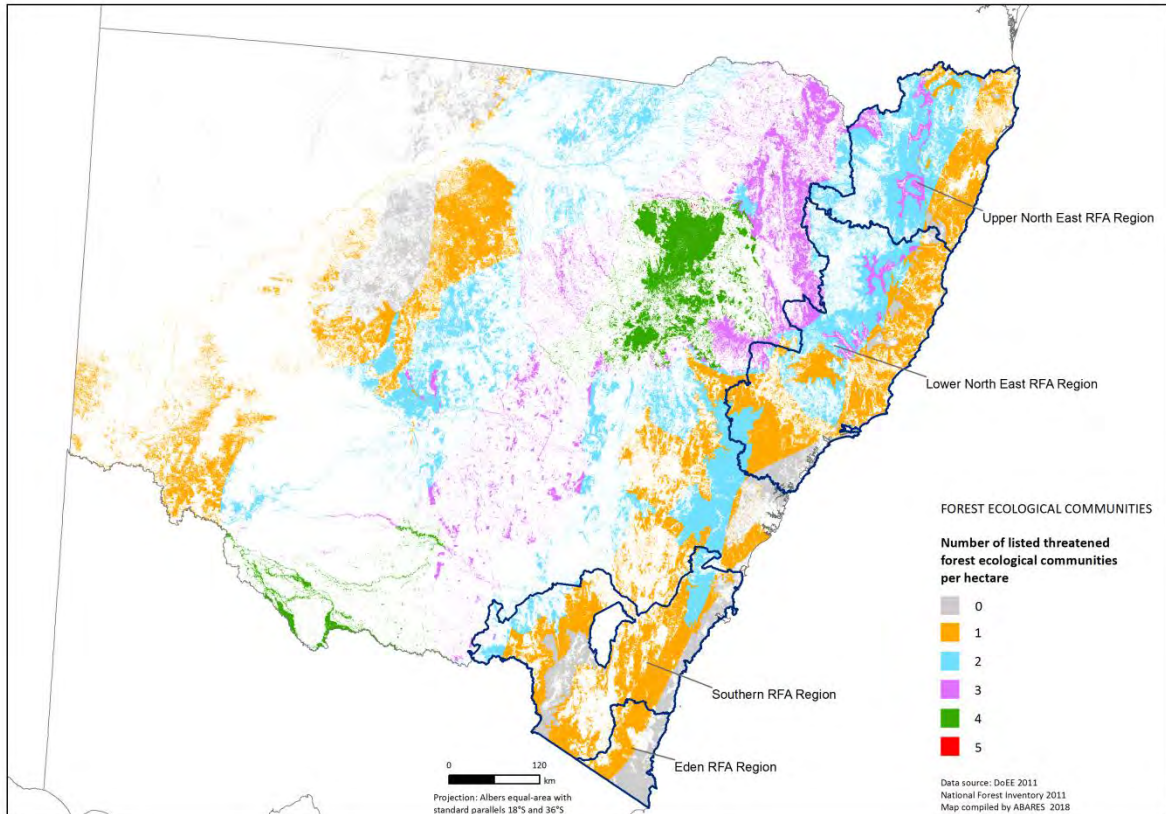 Upper North East RFA Region
Lower North East RFA Region
FOREST ECOLOGICAL COMMUNITIES
Number of listed threatened
forest ecological communities
per hectare
0
1
2
3
4
5
Southern RFA Region
Eden RFA Region
0 120
km
Projection: Albers equal-area with
standard parallels 18°S and 36°S
Data source: DoEE 2011
National Forest Inventory 2011
Map compiled by ABARES 2018